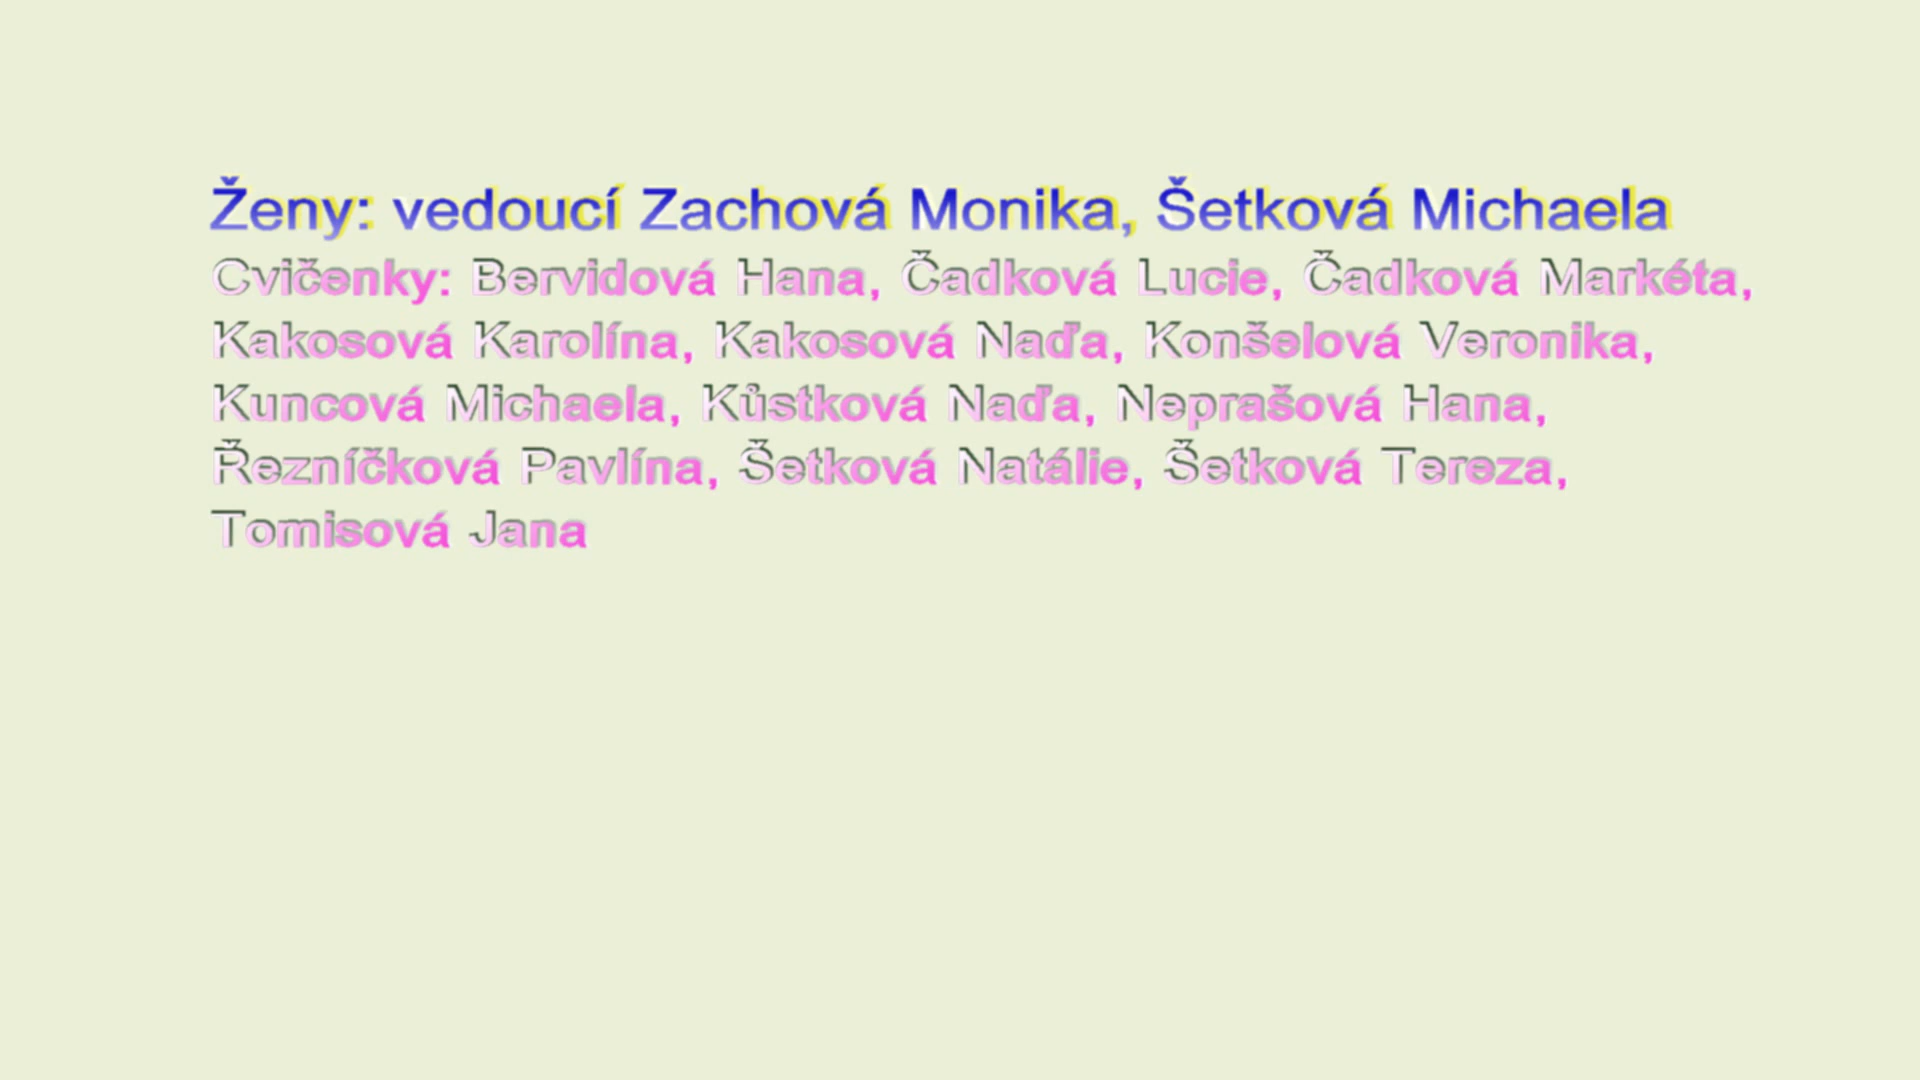 Ženy: vedoucí Zachová Monika, Šetková Michaela
Cvičenky: Bervidová Hana, Čadková Lucie, Čadková Markéta,
Kakosová Karolína, Kakosová Naďa, Konšelová Veronika,
Kuncová Michaela, Kůstková Naďa, Neprašová Hana,
Řezníčková Pavlína, Šetková Natálie, Šetková Tereza,
Tomisová Jana